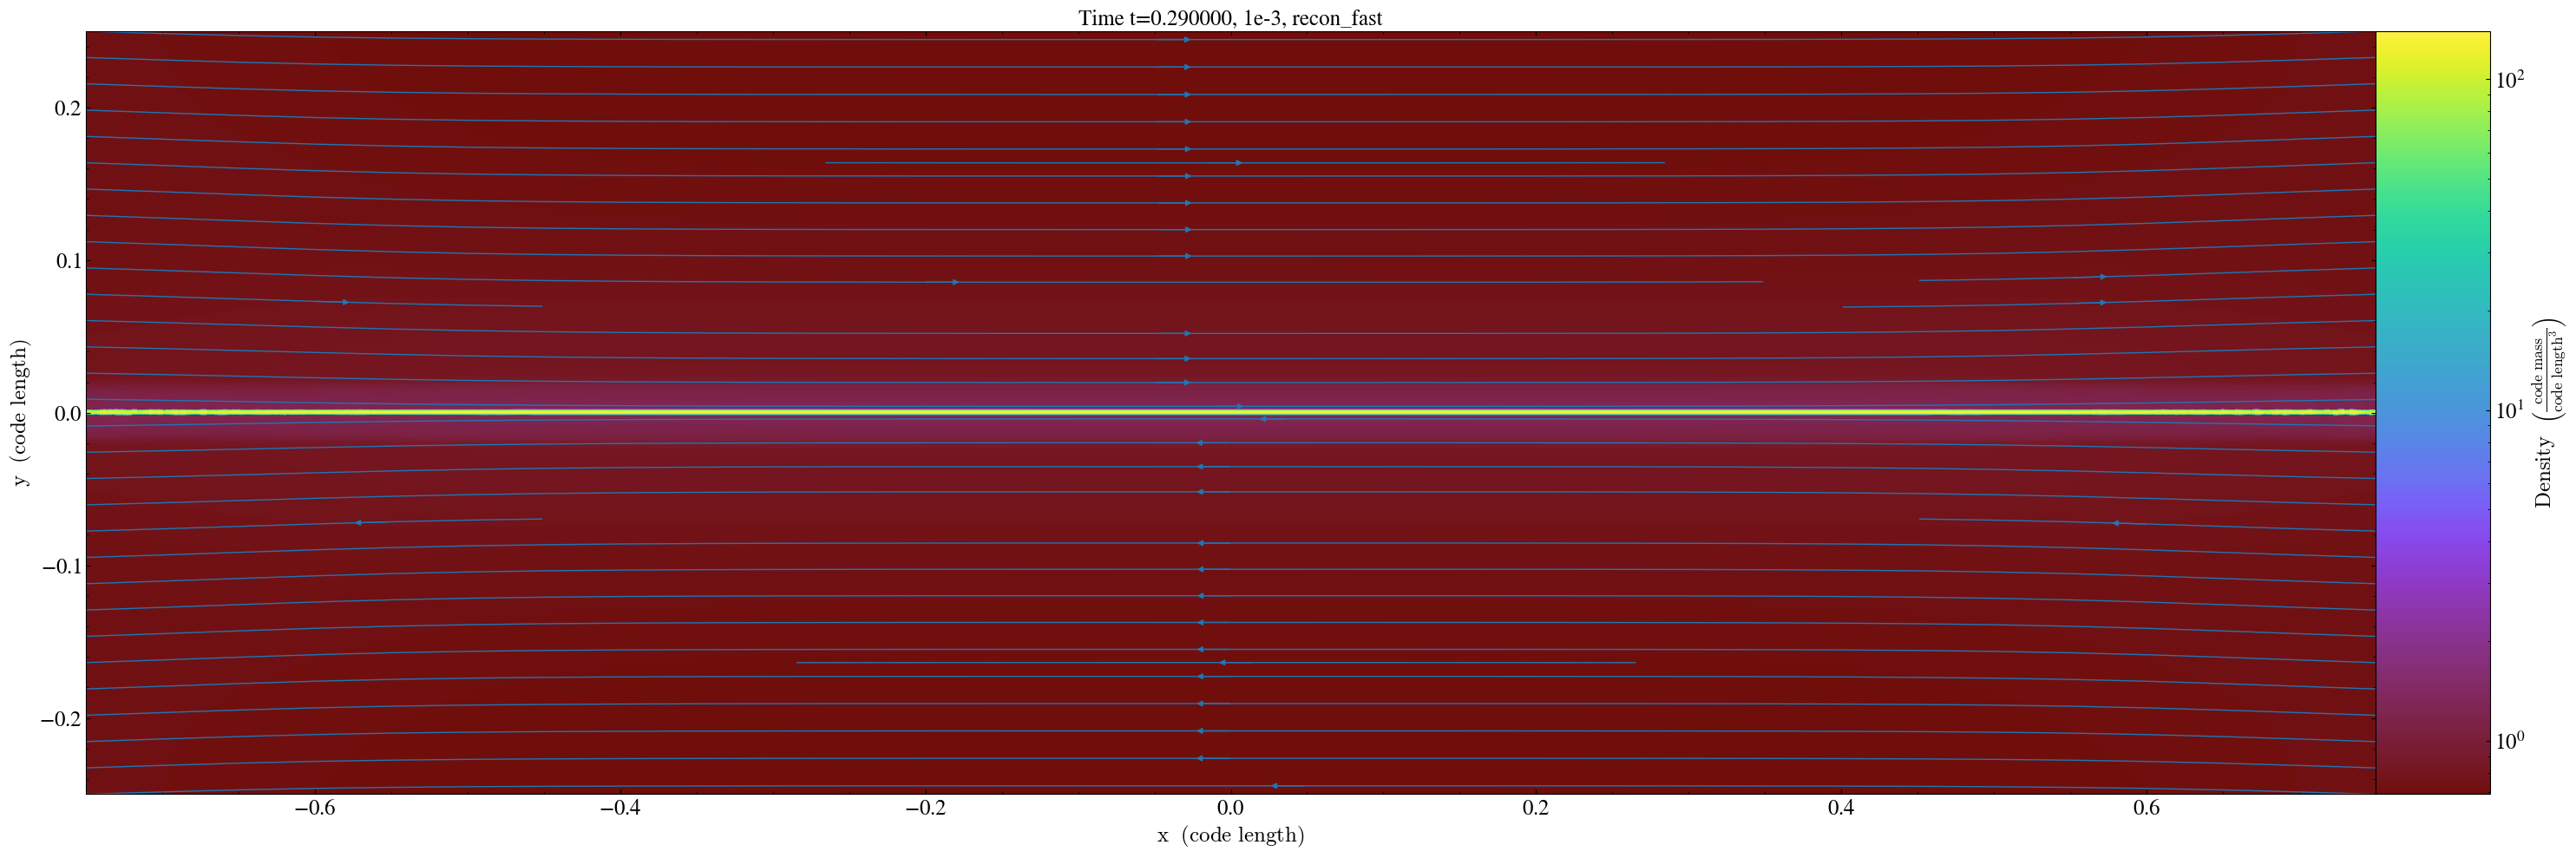 Time t=0.290000, 1e-3, recon_fast
0.2
0.1
0.0
−0.1
−0.2
y (code length)
−0.6 −0.4 −0.2 0.0 0.2 0.4 0.6
x (code length)
10²
10¹
10⁰
Density (code mass / code length³)